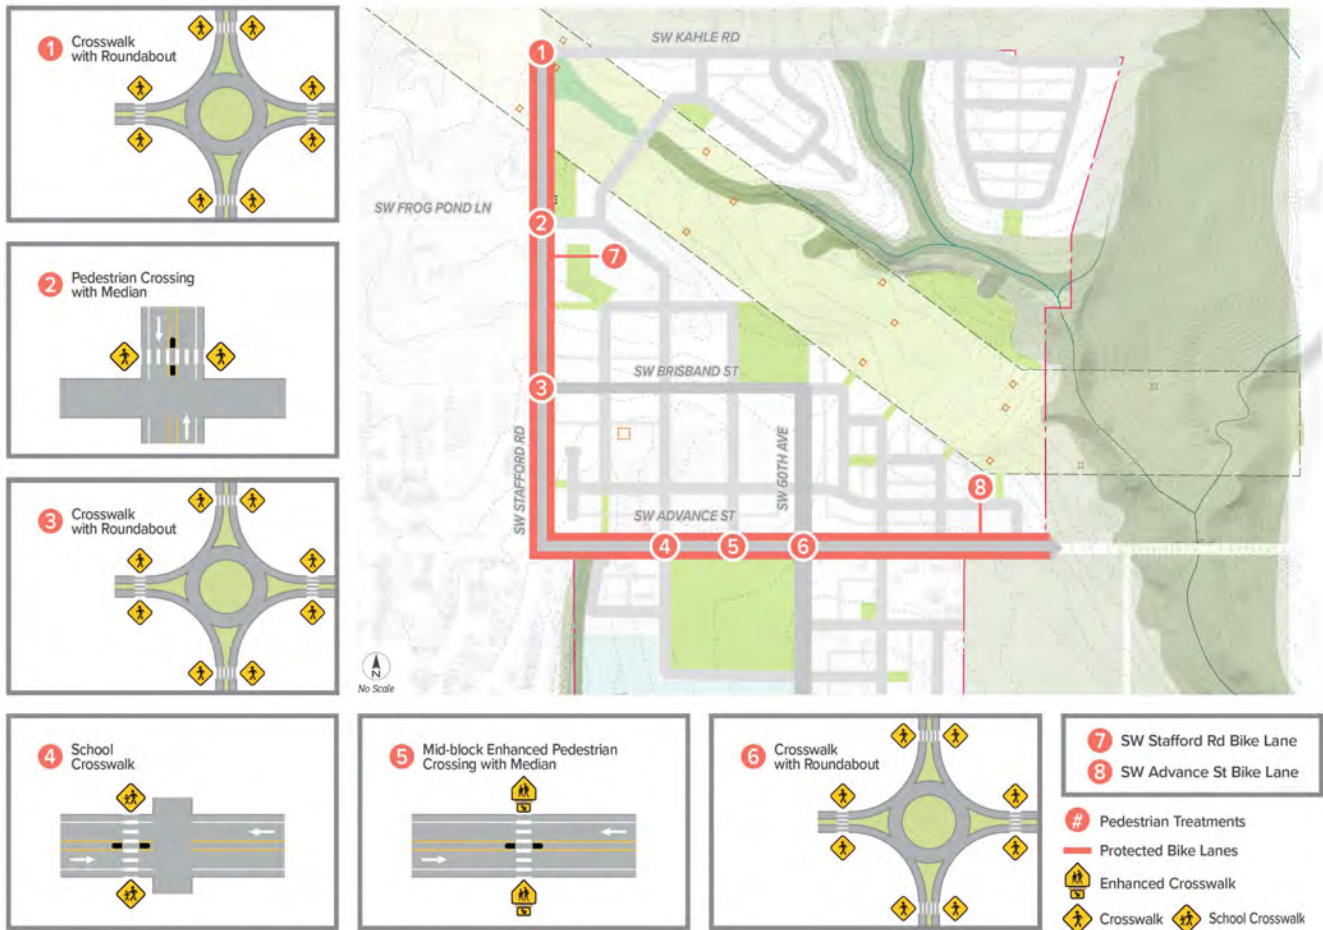 1 Crosswalk
with Roundabout
2 Pedestrian Crossing
with Median
3 Crosswalk
with Roundabout
4 School
Crosswalk
5 Mid-block Enhanced Pedestrian
Crossing with Median
6 Crosswalk
with Roundabout
SW KAHLE RD
SW FROG POND LN
SW BRISBAND ST
SW STAFFORD RD
SW 60TH AVE
SW ADVANCE ST
1
2
7
3
8
4 5 6
N
No Scale
7 SW Stafford Rd Bike Lane
8 SW Advance St Bike Lane
# Pedestrian Treatments
Protected Bike Lanes
Enhanced Crosswalk
Crosswalk School Crosswalk